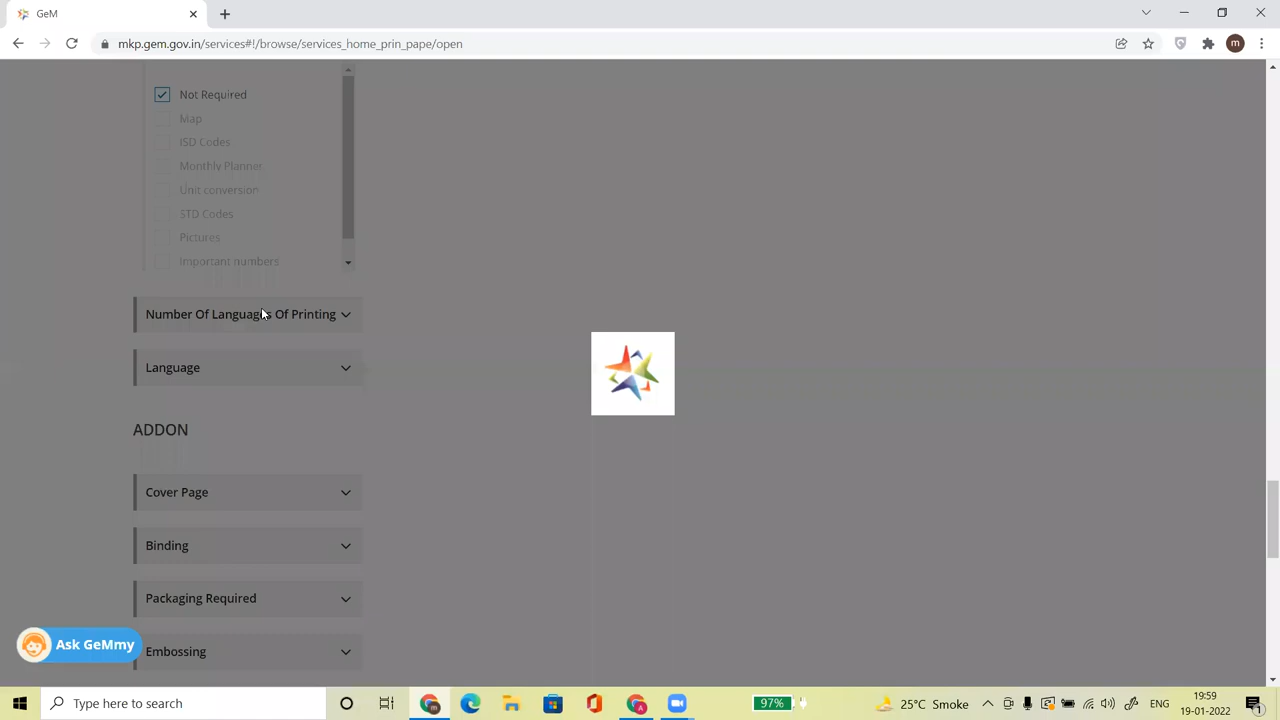 GeM
mkp.gem.gov.in/services#!/browse/services_home_prin_pape/open
m
Not Required
Map
ISD Codes
Monthly Planner
Unit conversion
STD Codes
Pictures
Important numbers
Number Of Languages Of Printing
Language
ADDON
Cover Page
Binding
Packaging Required
Embossing
Ask GeMmy
Type here to search
m
A
97%
25°C Smoke
ENG
19:59
19-01-2022
1